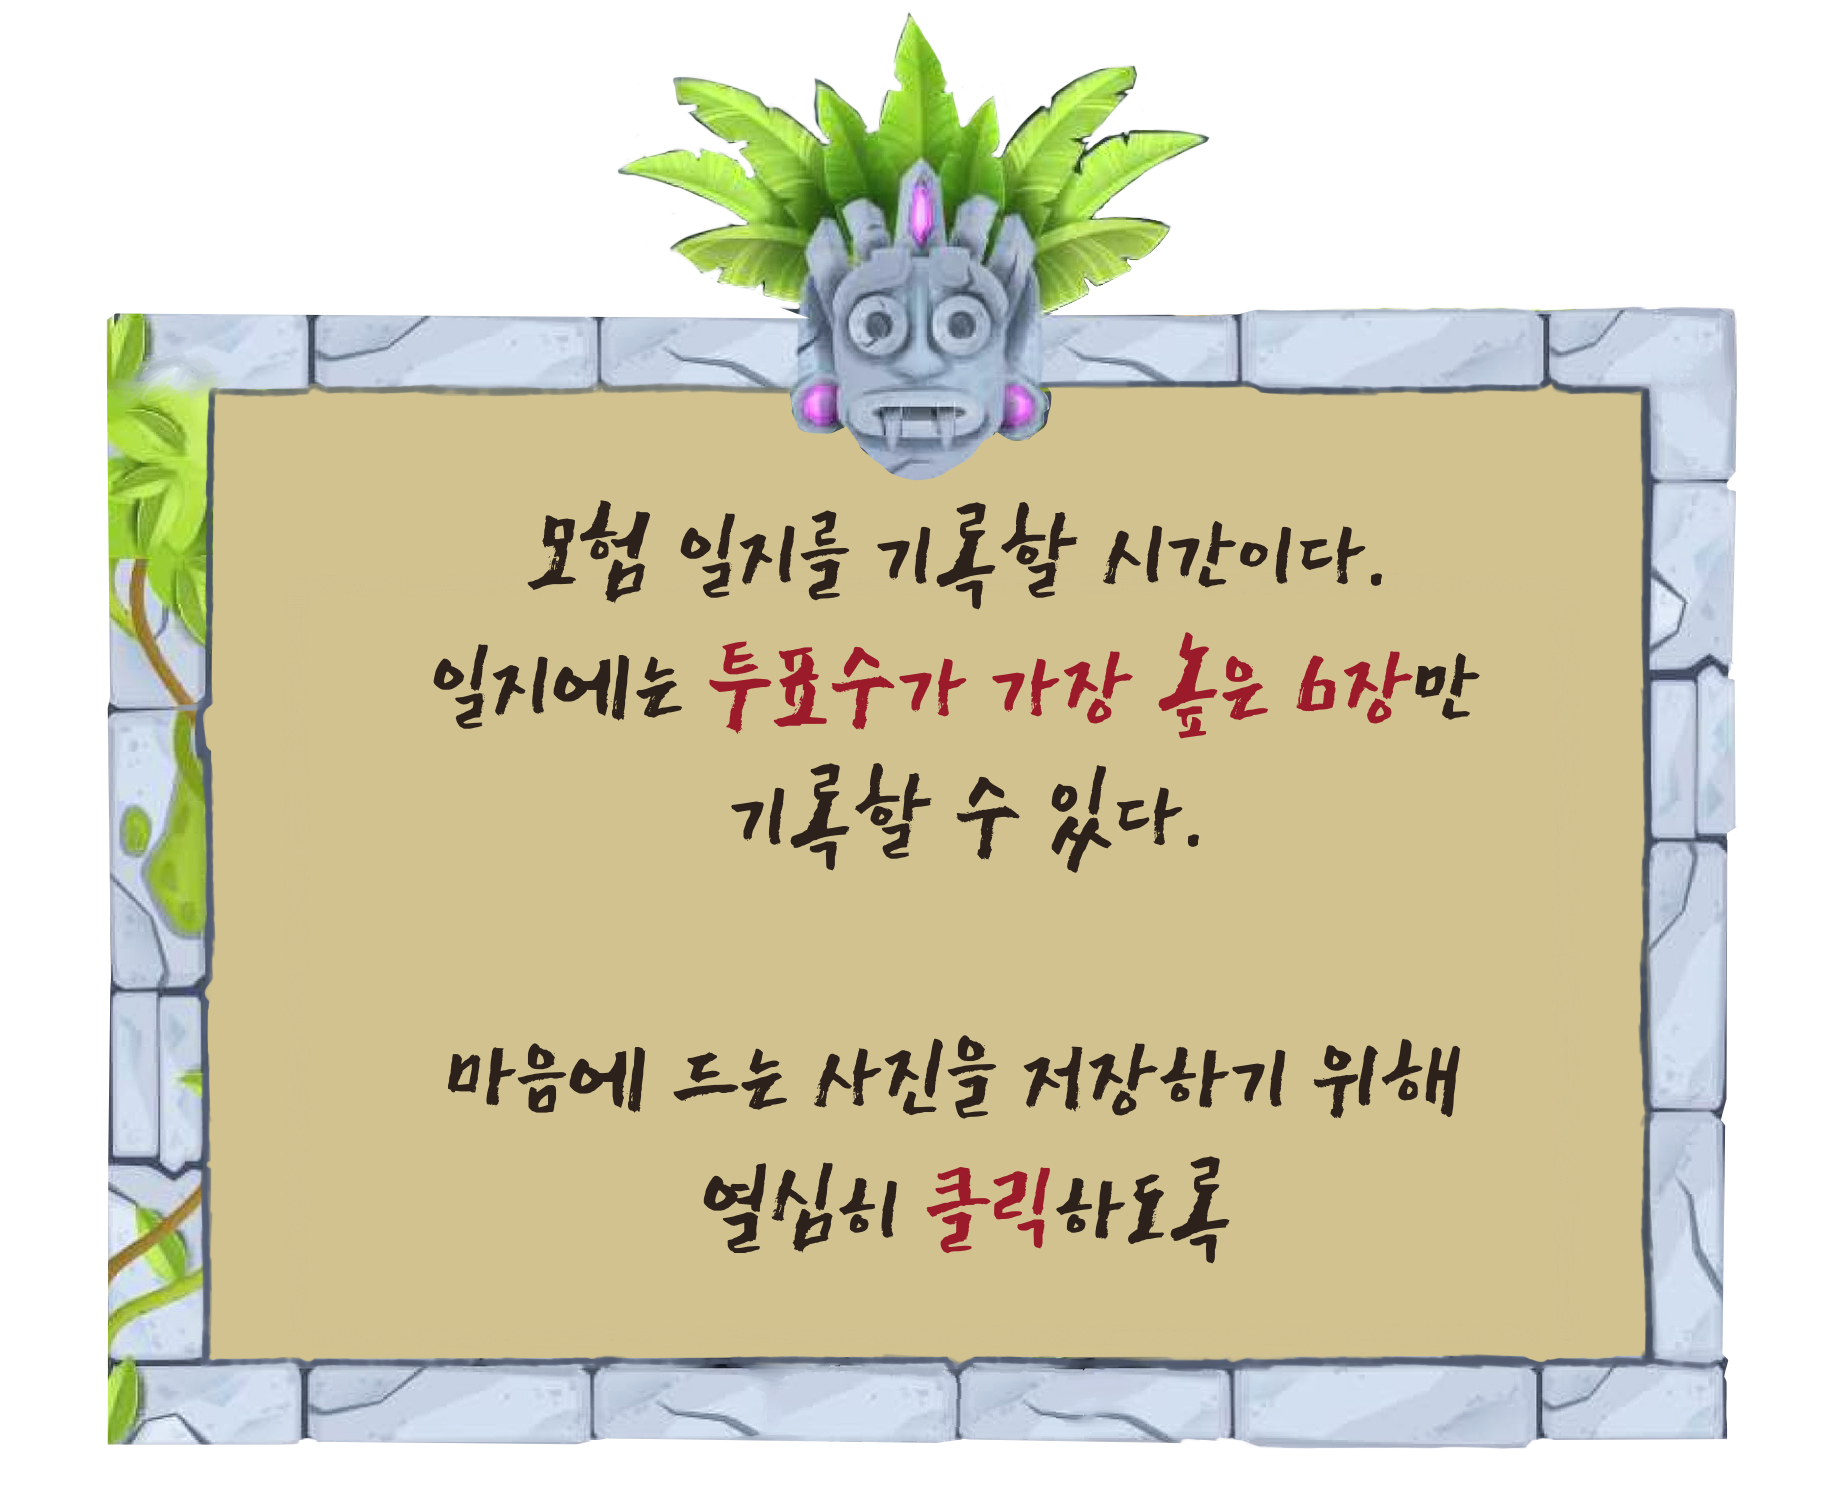 모험 일지를 기록할 시간이다.
일지에는 투표수가 가장 높은 6장만
기록할 수 있다.
마음에 드는 사진을 저장하기 위해
열심히 클릭하도록